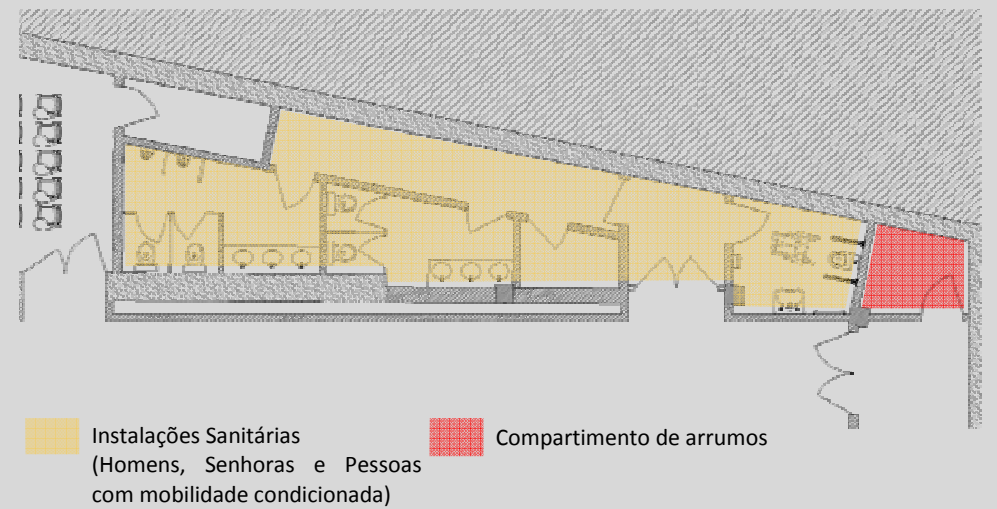 Instalações Sanitárias
(Homens, Senhoras e Pessoas
com mobilidade condicionada)
Compartimento de arrumos